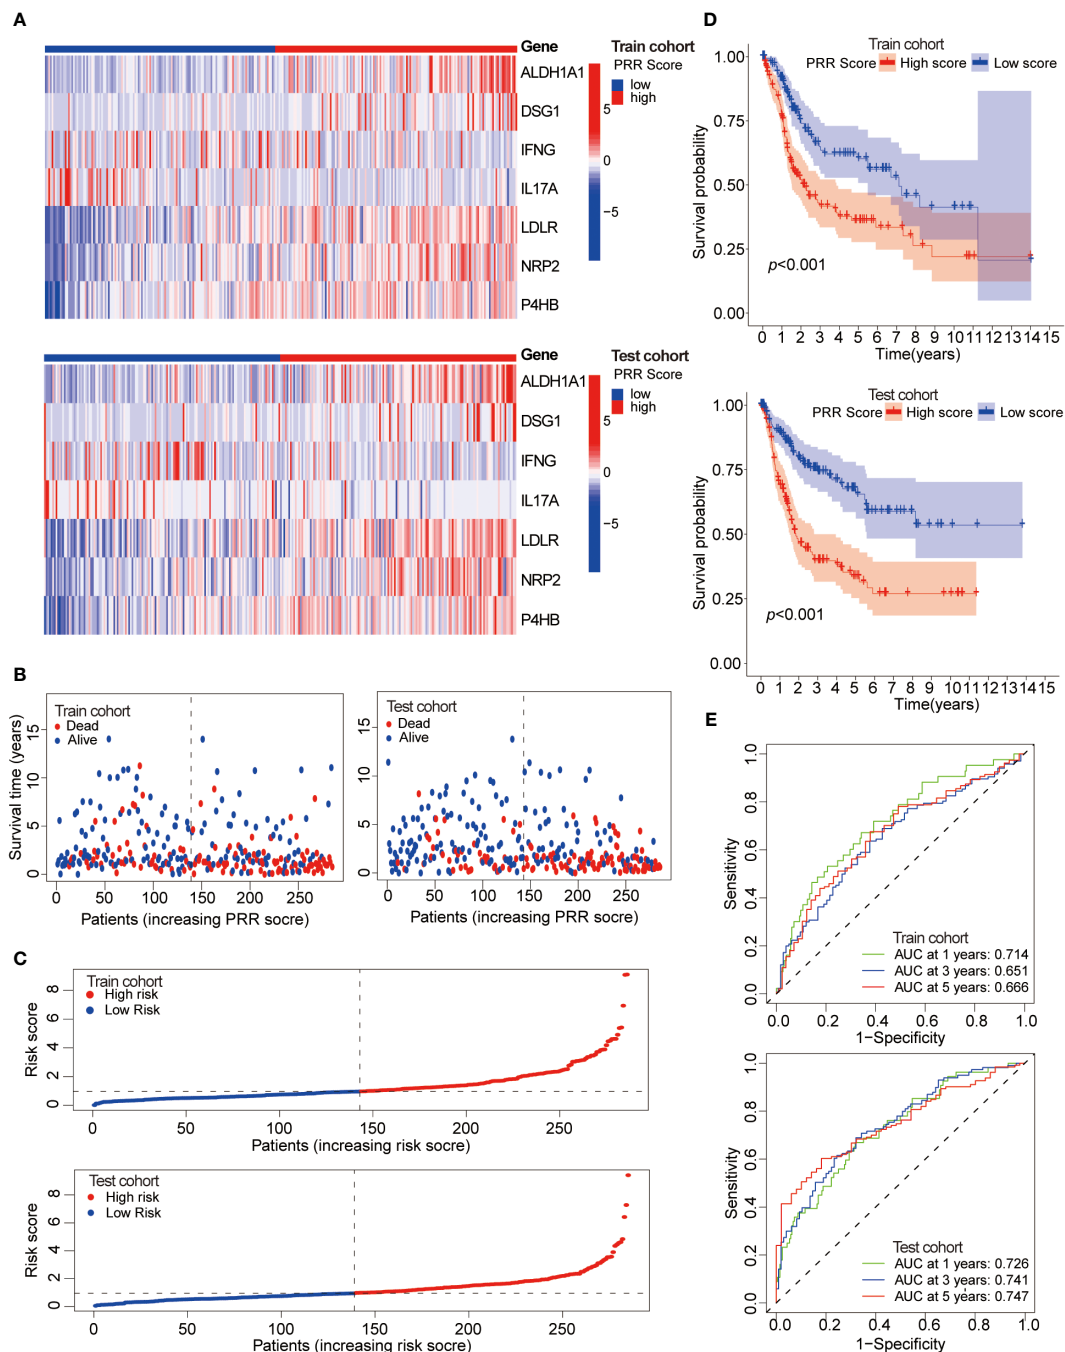 A
Gene
Train cohort
PRR Score
low
high
ALDH1A1
DSG1
IFNG
IL17A
LDLR
NRP2
P4HB
5
0
−5
Gene
Test cohort
PRR Score
low
high
ALDH1A1
DSG1
IFNG
IL17A
LDLR
NRP2
P4HB
5
0
−5
B
Train cohort
Dead
Alive
Survival time (years)
0 5 10 15
0 50 100 150 200 250
Patients (increasing PRR socre)
Test cohort
Dead
Alive
0 5 10 15
0 50 100 150 200 250
Patients (increasing PRR socre)
C
Train cohort
High risk
Low Risk
Risk score
0 2 4 6 8
0 50 100 150 200 250
Patients (increasing risk socre)
Test cohort
High risk
Low Risk
Risk score
0 2 4 6 8
0 50 100 150 200 250
Patients (increasing risk socre)
D
Train cohort
PRR Score High score Low score
Survival probability
1.00
0.75
0.50
0.25
0.00
p<0.001
0 1 2 3 4 5 6 7 8 9 10 11 12 13 14 15
Time(years)
Test cohort
PRR Score High score Low score
Survival probability
1.00
0.75
0.50
0.25
0.00
p<0.001
0 1 2 3 4 5 6 7 8 9 10 11 12 13 14 15
Time(years)
E
Sensitivity
0.0 0.2 0.4 0.6 0.8 1.0
Train cohort
AUC at 1 years: 0.714
AUC at 3 years: 0.651
AUC at 5 years: 0.666
0.0 0.2 0.4 0.6 0.8 1.0
1−Specificity
Sensitivity
0.0 0.2 0.4 0.6 0.8 1.0
Test cohort
AUC at 1 years: 0.726
AUC at 3 years: 0.741
AUC at 5 years: 0.747
0.0 0.2 0.4 0.6 0.8 1.0
1−Specificity